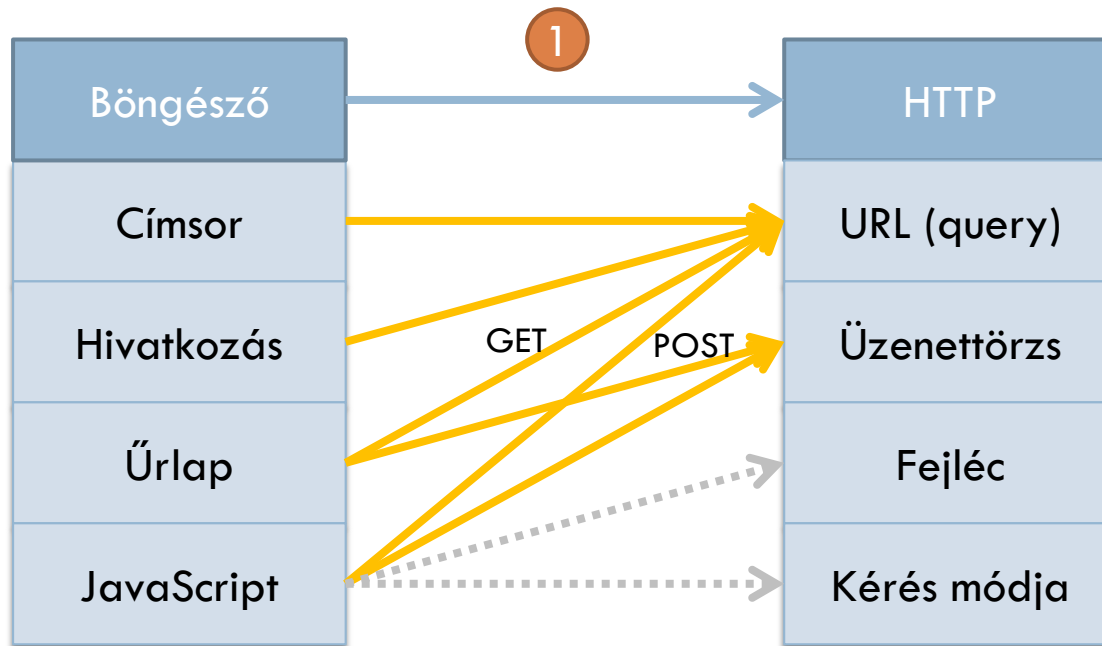 1
Böngésző
HTTP
Címsor
URL (query)
Hivatkozás
GET
POST
Üzenettörzs
Űrlap
Fejléc
JavaScript
Kérés módja